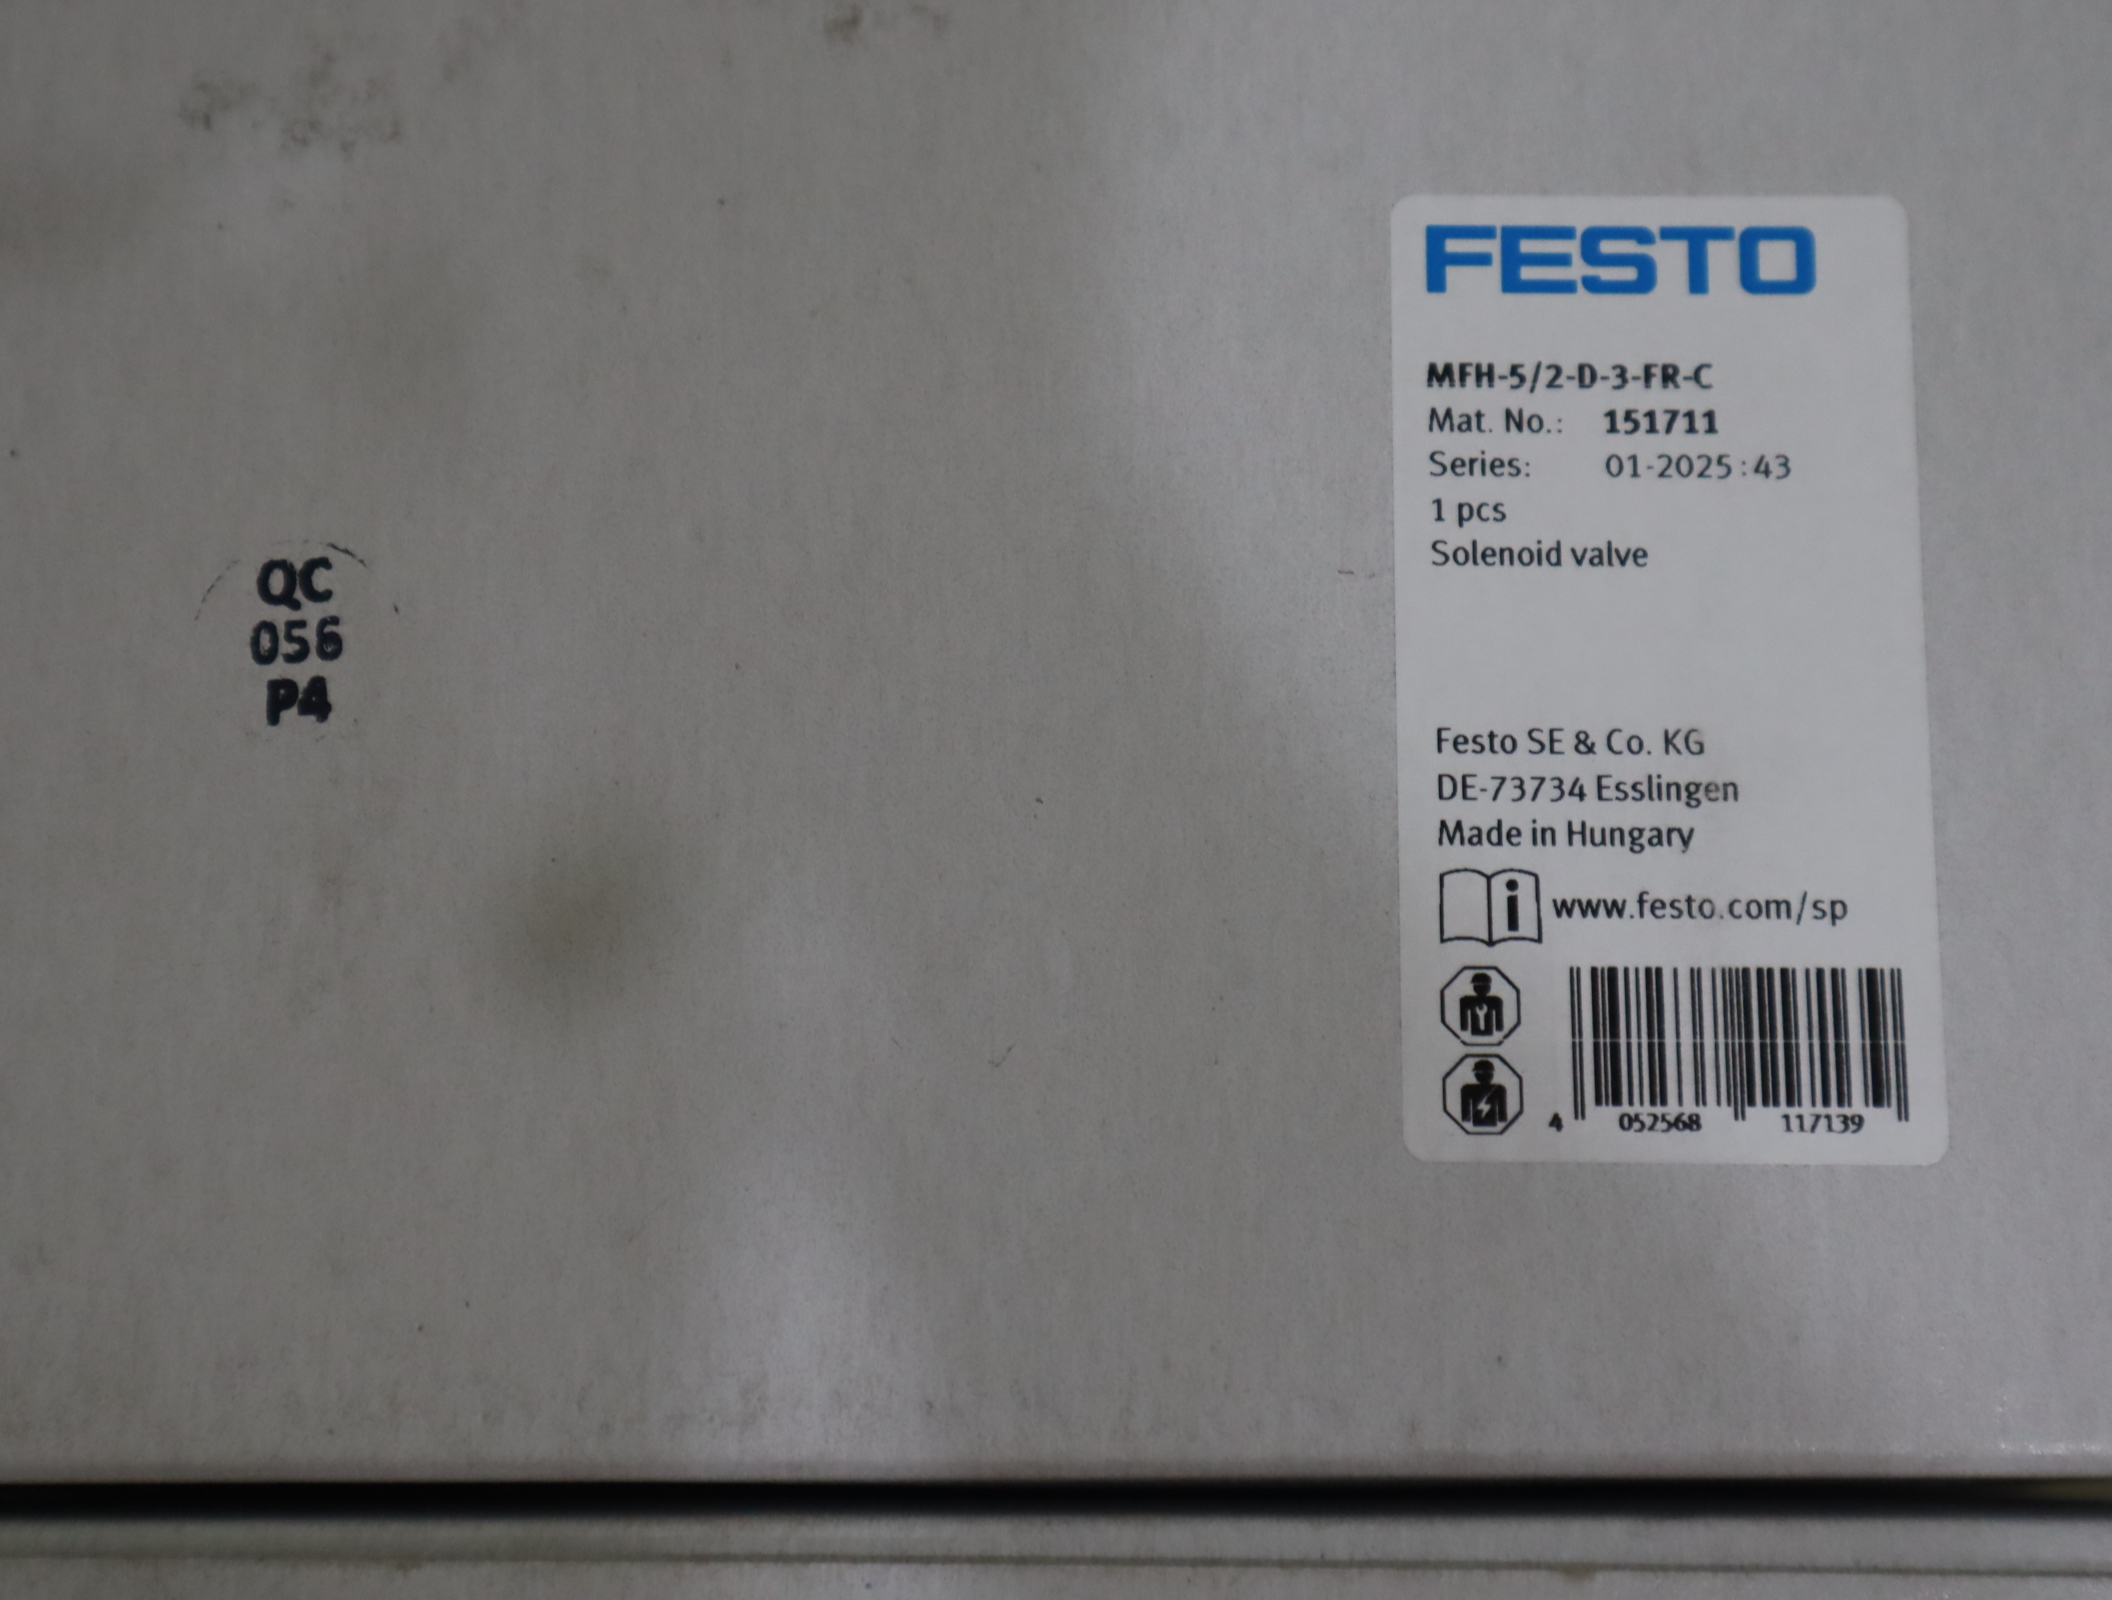 QC
056
P4
FESTO
MFH-5/2-D-3-FR-C
Mat. No.: 151711
Series: 01-2025:43
1 pcs
Solenoid valve
Festo SE & Co. KG
DE-73734 Esslingen
Made in Hungary
i www.festo.com/sp
4 052568 117139